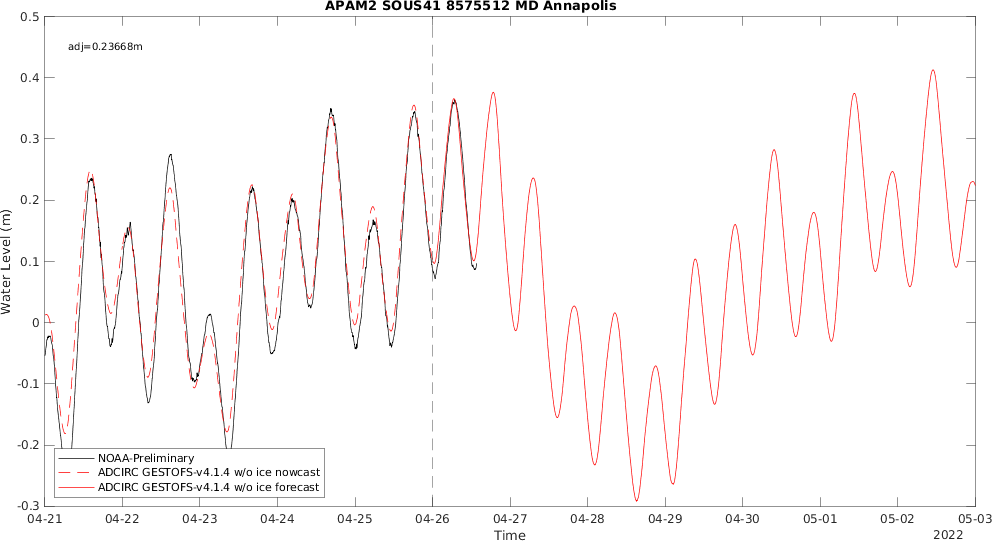 APAM2 SOUS41 8575512 MD Annapolis
adj=0.23668m
Water Level (m)
0.5
0.4
0.3
0.2
0.1
0
-0.1
-0.2
-0.3
NOAA-Preliminary
ADCIRC GESTOFS-v4.1.4 w/o ice nowcast
ADCIRC GESTOFS-v4.1.4 w/o ice forecast
04-21 04-22 04-23 04-24 04-25 04-26 04-27 04-28 04-29 04-30 05-01 05-02 05-03
Time
2022